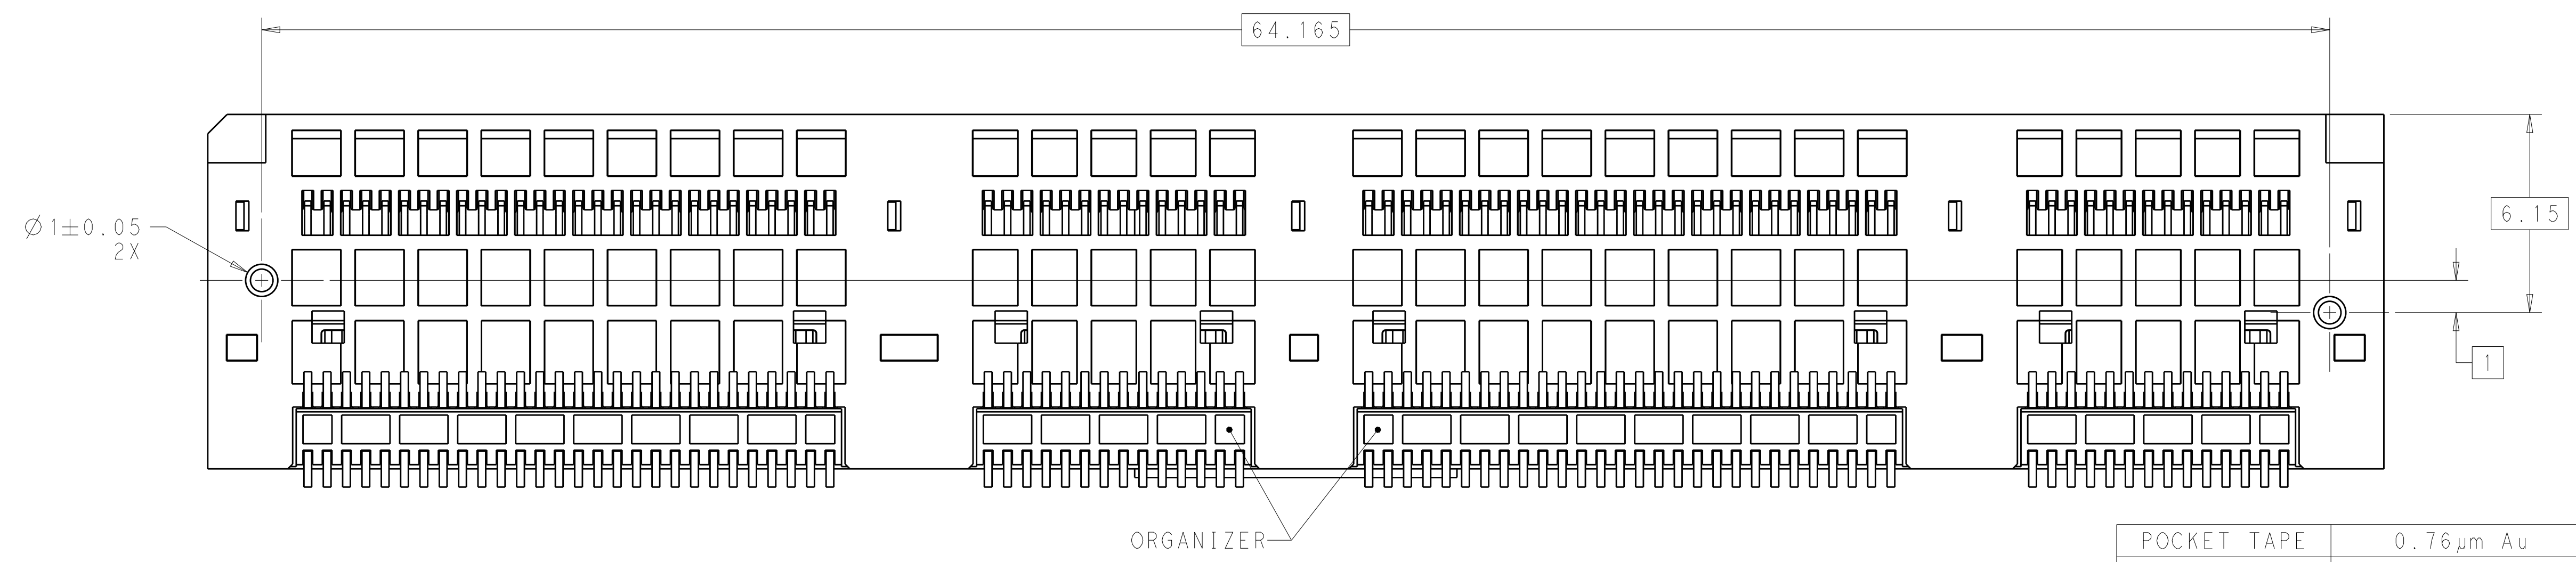 64.165
Ø1±0.05
2X
6.15
1
ORGANIZER
POCKET TAPE 0.76µm Au